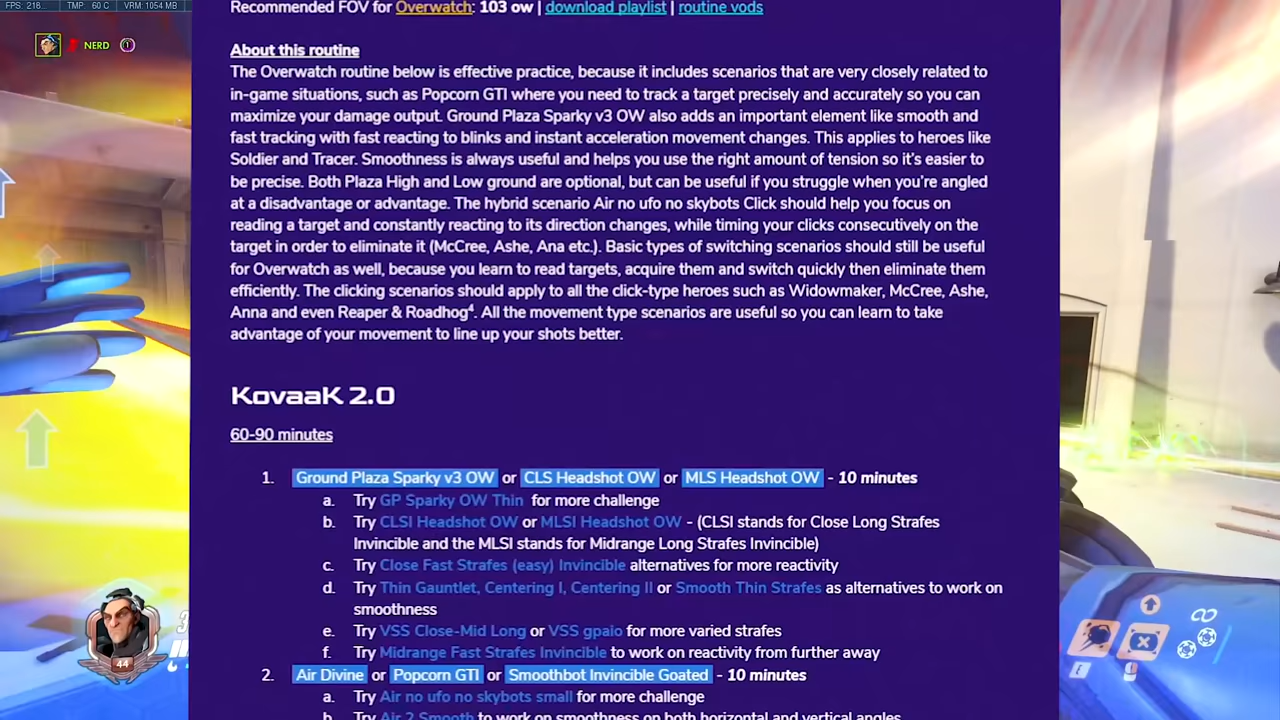 FPS: 218... TMP: 60 C VRM: 1054 MB
NERD 1
Recommended FOV for Overwatch: 103 ow | download playlist | routine vods
About this routine
The Overwatch routine below is effective practice, because it includes scenarios that are very closely related to
in-game situations, such as Popcorn GTI where you need to track a target precisely and accurately so you can
maximize your damage output. Ground Plaza Sparky v3 OW also adds an important element like smooth and
fast tracking with fast reacting to blinks and instant acceleration movement changes. This applies to heroes like
Soldier and Tracer. Smoothness is always useful and helps you use the right amount of tension so it's easier to
be precise. Both Plaza High and Low ground are optional, but can be useful if you struggle when you're angled
at a disadvantage or advantage. The hybrid scenario Air no ufo no skybots Click should help you focus on
reading a target and constantly reacting to its direction changes, while timing your clicks consecutively on the
target in order to eliminate it (McCree, Ashe, Ana etc.). Basic types of switching scenarios should still be useful
for Overwatch as well, because you learn to read targets, acquire them and switch quickly then eliminate them
efficiently. The clicking scenarios should apply to all the click-type heroes such as Widowmaker, McCree, Ashe,
Anna and even Reaper & Roadhog⁴. All the movement type scenarios are useful so you can learn to take
advantage of your movement to line up your shots better.
KovaaK 2.0
60-90 minutes
1. Ground Plaza Sparky v3 OW or CLS Headshot OW or MLS Headshot OW - 10 minutes
a. Try GP Sparky OW Thin for more challenge
b. Try CLSI Headshot OW or MLSI Headshot OW - (CLSI stands for Close Long Strafes
Invincible and the MLSI stands for Midrange Long Strafes Invincible)
c. Try Close Fast Strafes (easy) Invincible alternatives for more reactivity
d. Try Thin Gauntlet, Centering I, Centering II or Smooth Thin Strafes as alternatives to work on
smoothness
e. Try VSS Close-Mid Long or VSS gpaio for more varied strafes
f. Try Midrange Fast Strafes Invincible to work on reactivity from further away
2. Air Divine or Popcorn GTI or Smoothbot Invincible Goated - 10 minutes
a. Try Air no ufo no skybots small for more challenge
b. Try Air 2 Smooth to work on smoothness on both horizontal and vertical angles
44
3
E